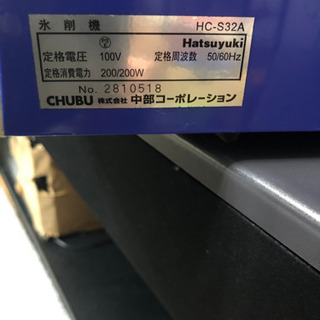 氷削機 HC-S32A
Hatsuyuki
定格電圧 100V 定格周波数 50/60Hz
定格消費電力 200/200W
No. 2810518
CHUBU 株式会社 中部コーポレーション